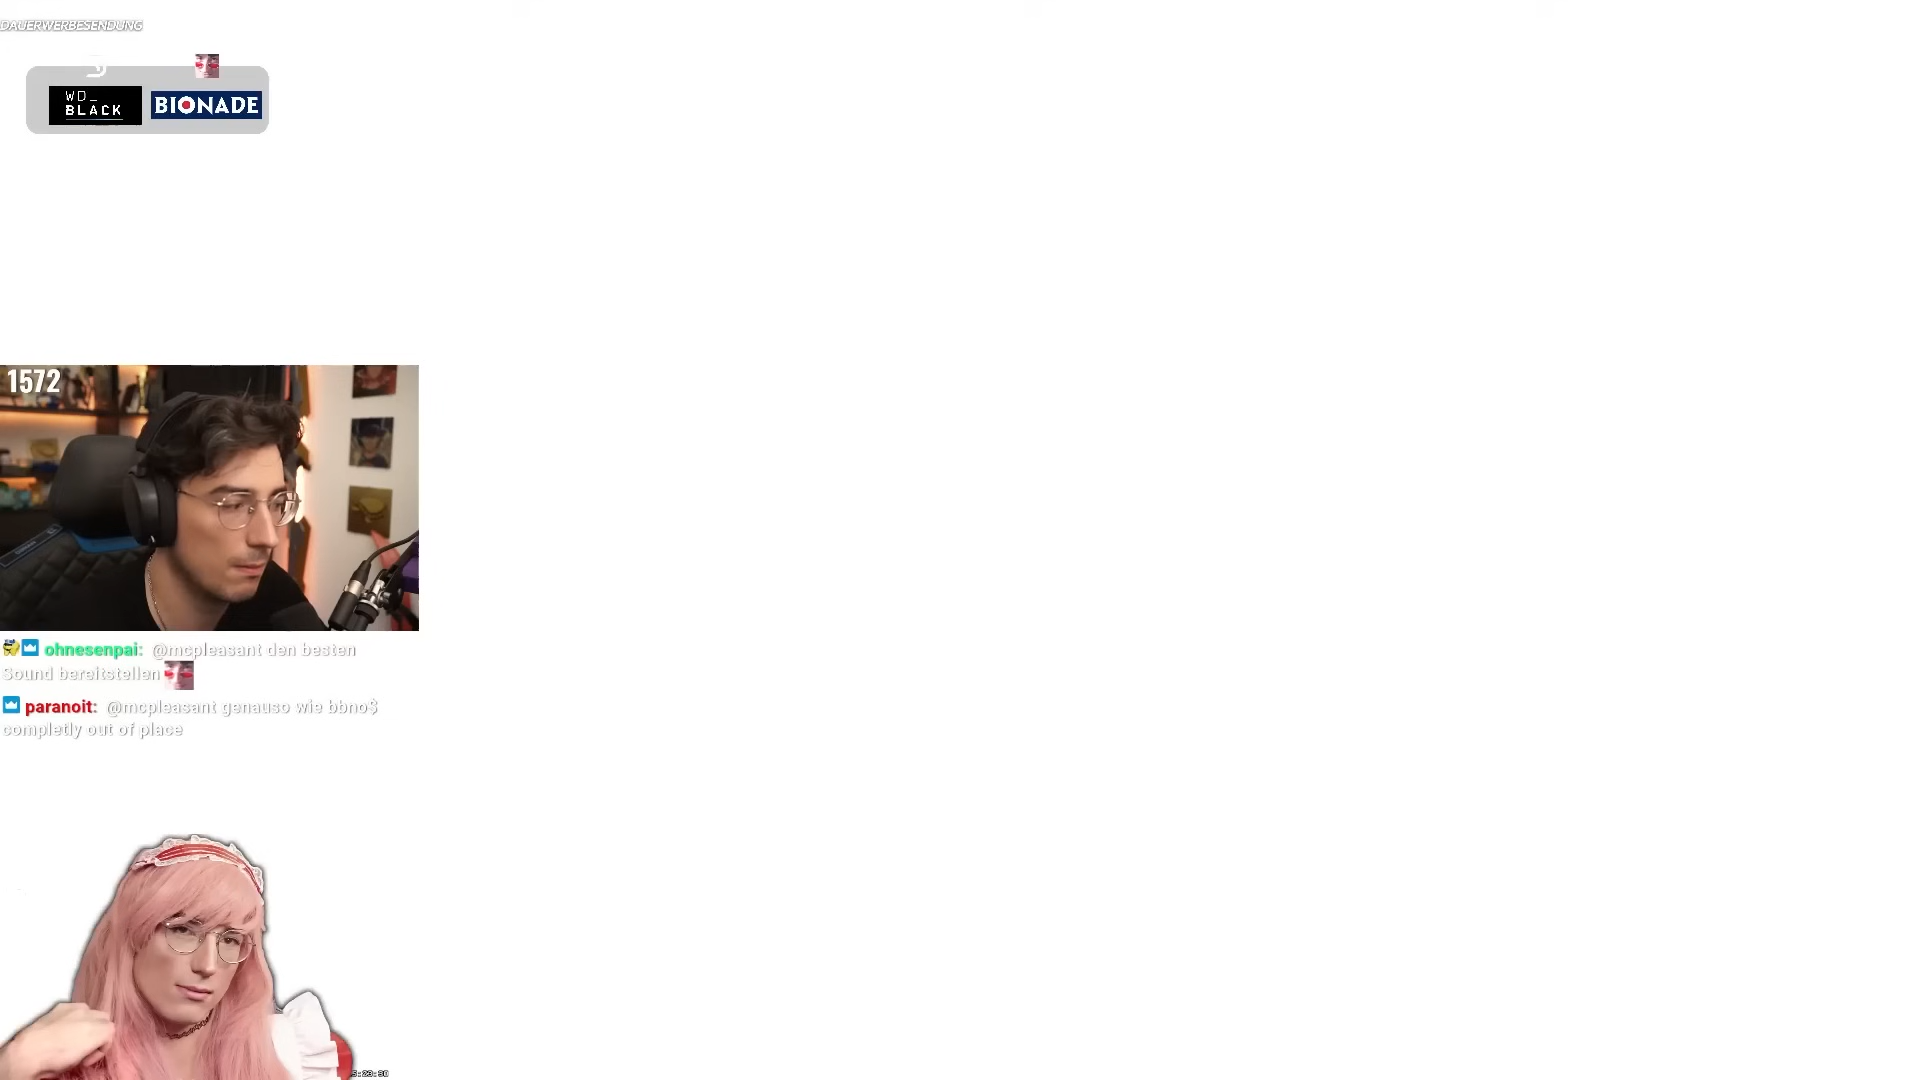 DAUERWERBESENDUNG
WD_
BLACK
BIONADE
1572
ohnesenpai: @mcpleasant den besten
Sound bereitstellen
paranoit: @mcpleasant genauso wie bbno$
completly out of place